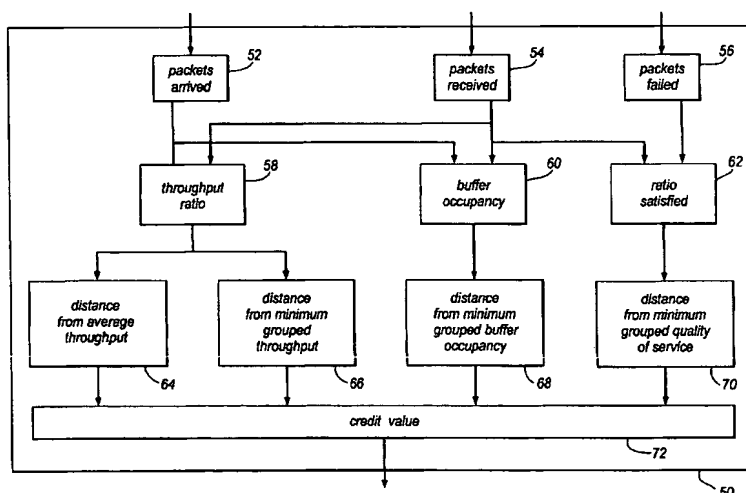 52
packets
arrived
54
packets
received
56
packets
failed
58
throughput
ratio
60
buffer
occupancy
62
ratio
satisfied
distance
from average
throughput
64
distance
from minimum
grouped
throughput
66
distance
from minimum
grouped buffer
occupancy
68
distance
from minimum
grouped quality
of service
70
credit value
72
50